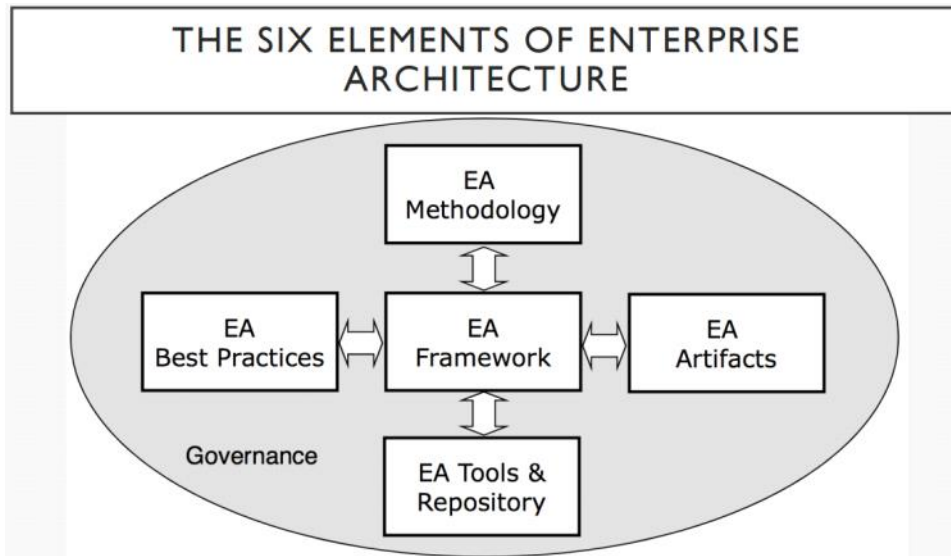 THE SIX ELEMENTS OF ENTERPRISE
ARCHITECTURE
EA
Methodology
EA
Best Practices
EA
Framework
EA
Artifacts
Governance
EA Tools &
Repository